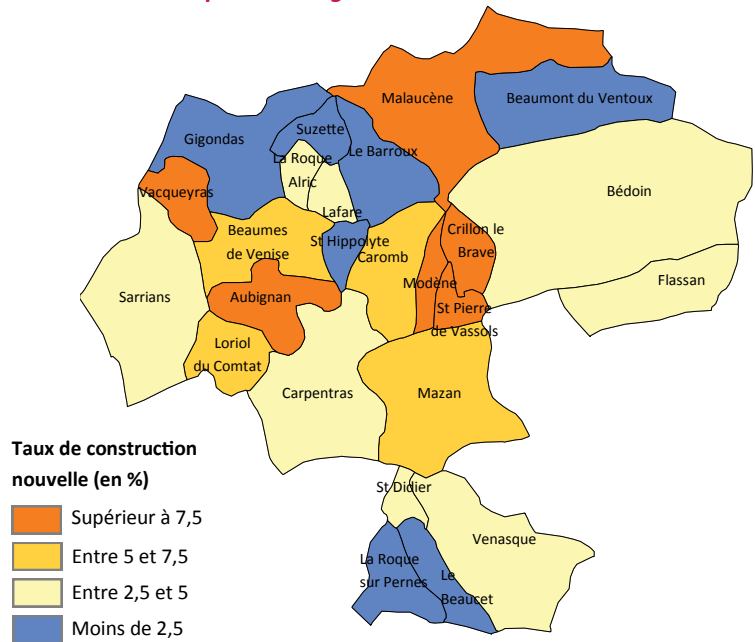 Malaucène
Beaumont du Ventoux
Suzette
Gigondas
Le Barroux
La Roque
Alric
Bédoin
Vacqueyras
Lafare
Crillon le
Brave
Beaumes
de Venise
St Hippolyte
Caromb
Flassan
Modène
Sarrians
Aubignan
St Pierre
de Vassols
Loriol
du Comtat
Carpentras
Mazan
St Didier
Venasque
La Roque
sur Pernes
Le
Beaucet
Taux de construction
nouvelle (en %)
Supérieur à 7,5
Entre 5 et 7,5
Entre 2,5 et 5
Moins de 2,5